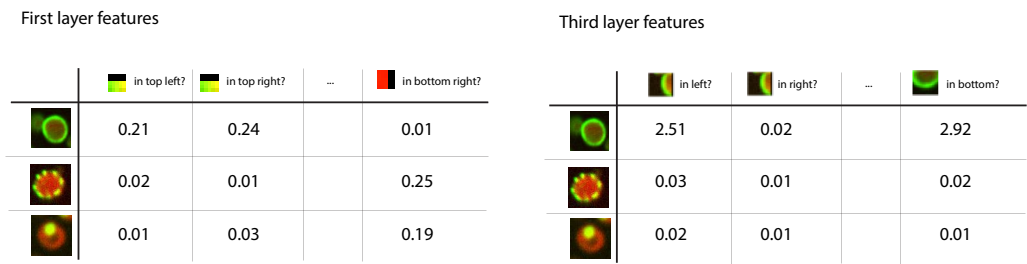 First layer features
in top left? in top right? ... in bottom right?
0.21 0.24 0.01
0.02 0.01 0.25
0.01 0.03 0.19
Third layer features
in left? in right? ... in bottom?
2.51 0.02 2.92
0.03 0.01 0.02
0.02 0.01 0.01